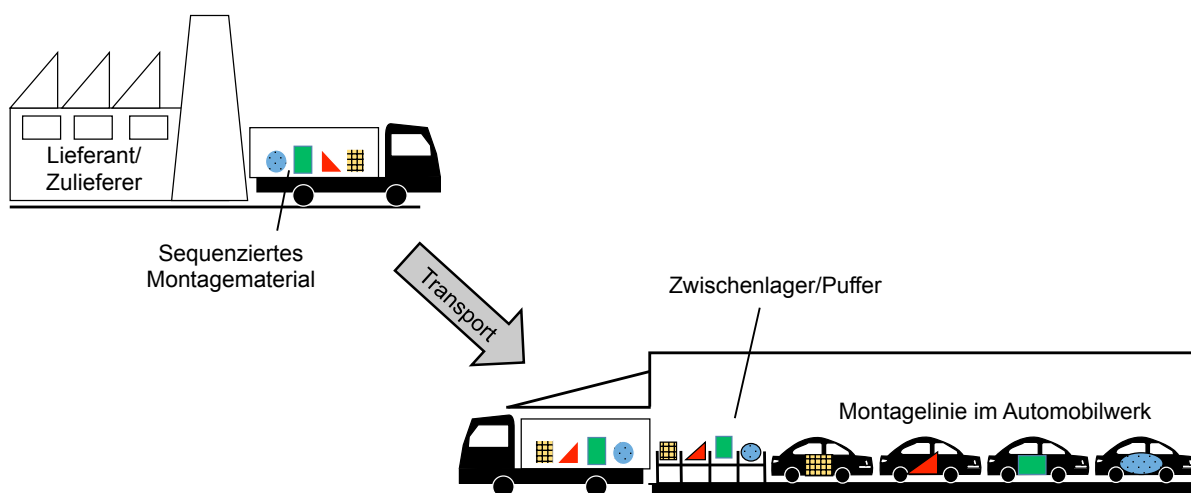 Lieferant/
Zulieferer
Sequenziertes
Montagematerial
Transport
Zwischenlager/Puffer
Montagelinie im Automobilwerk